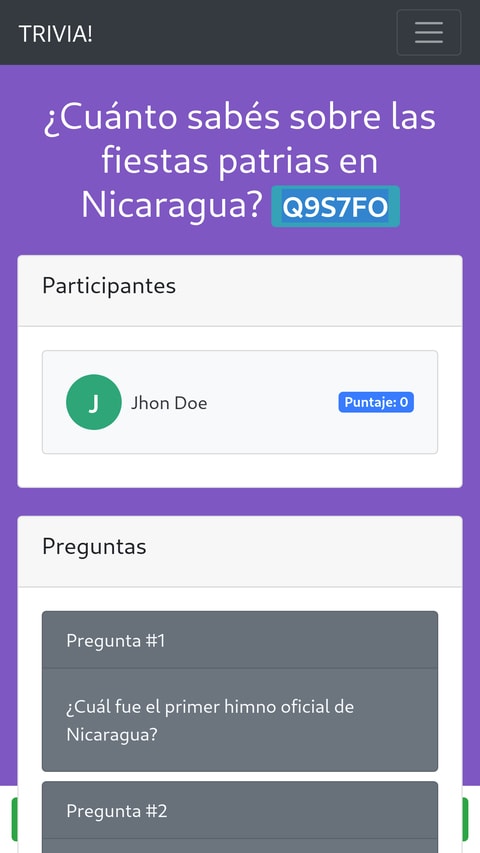 TRIVIA!
¿Cuánto sabés sobre las
fiestas patrias en
Nicaragua? Q9S7FO
Participantes
J Jhon Doe Puntaje: 0
Preguntas
Pregunta #1
¿Cuál fue el primer himno oficial de
Nicaragua?
Pregunta #2